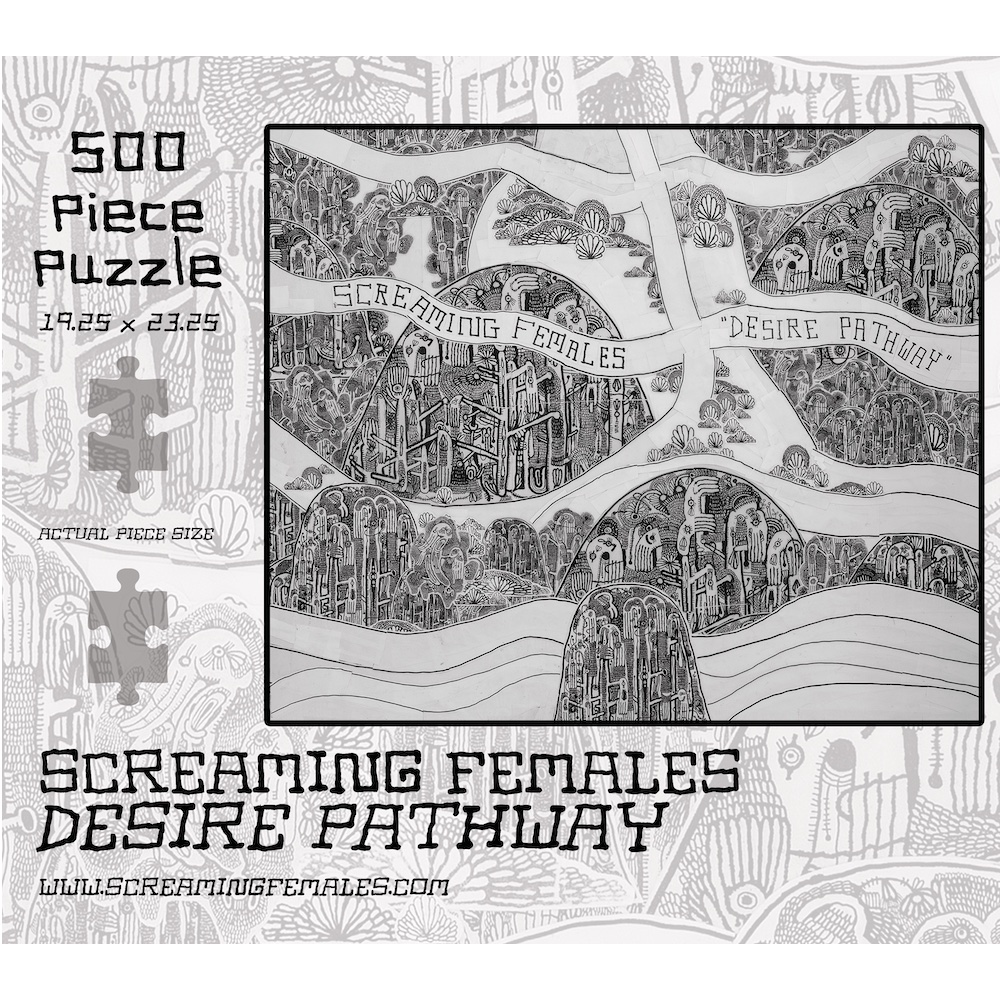 500
Piece
Puzzle
19.25 x 23.25
ACTUAL PIECE SIZE
SCREAMING FEMALES
"DESIRE PATHWAY"
SCREAMING FEMALES
DESIRE PATHWAY
WWW.SCREAMINGFEMALES.COM